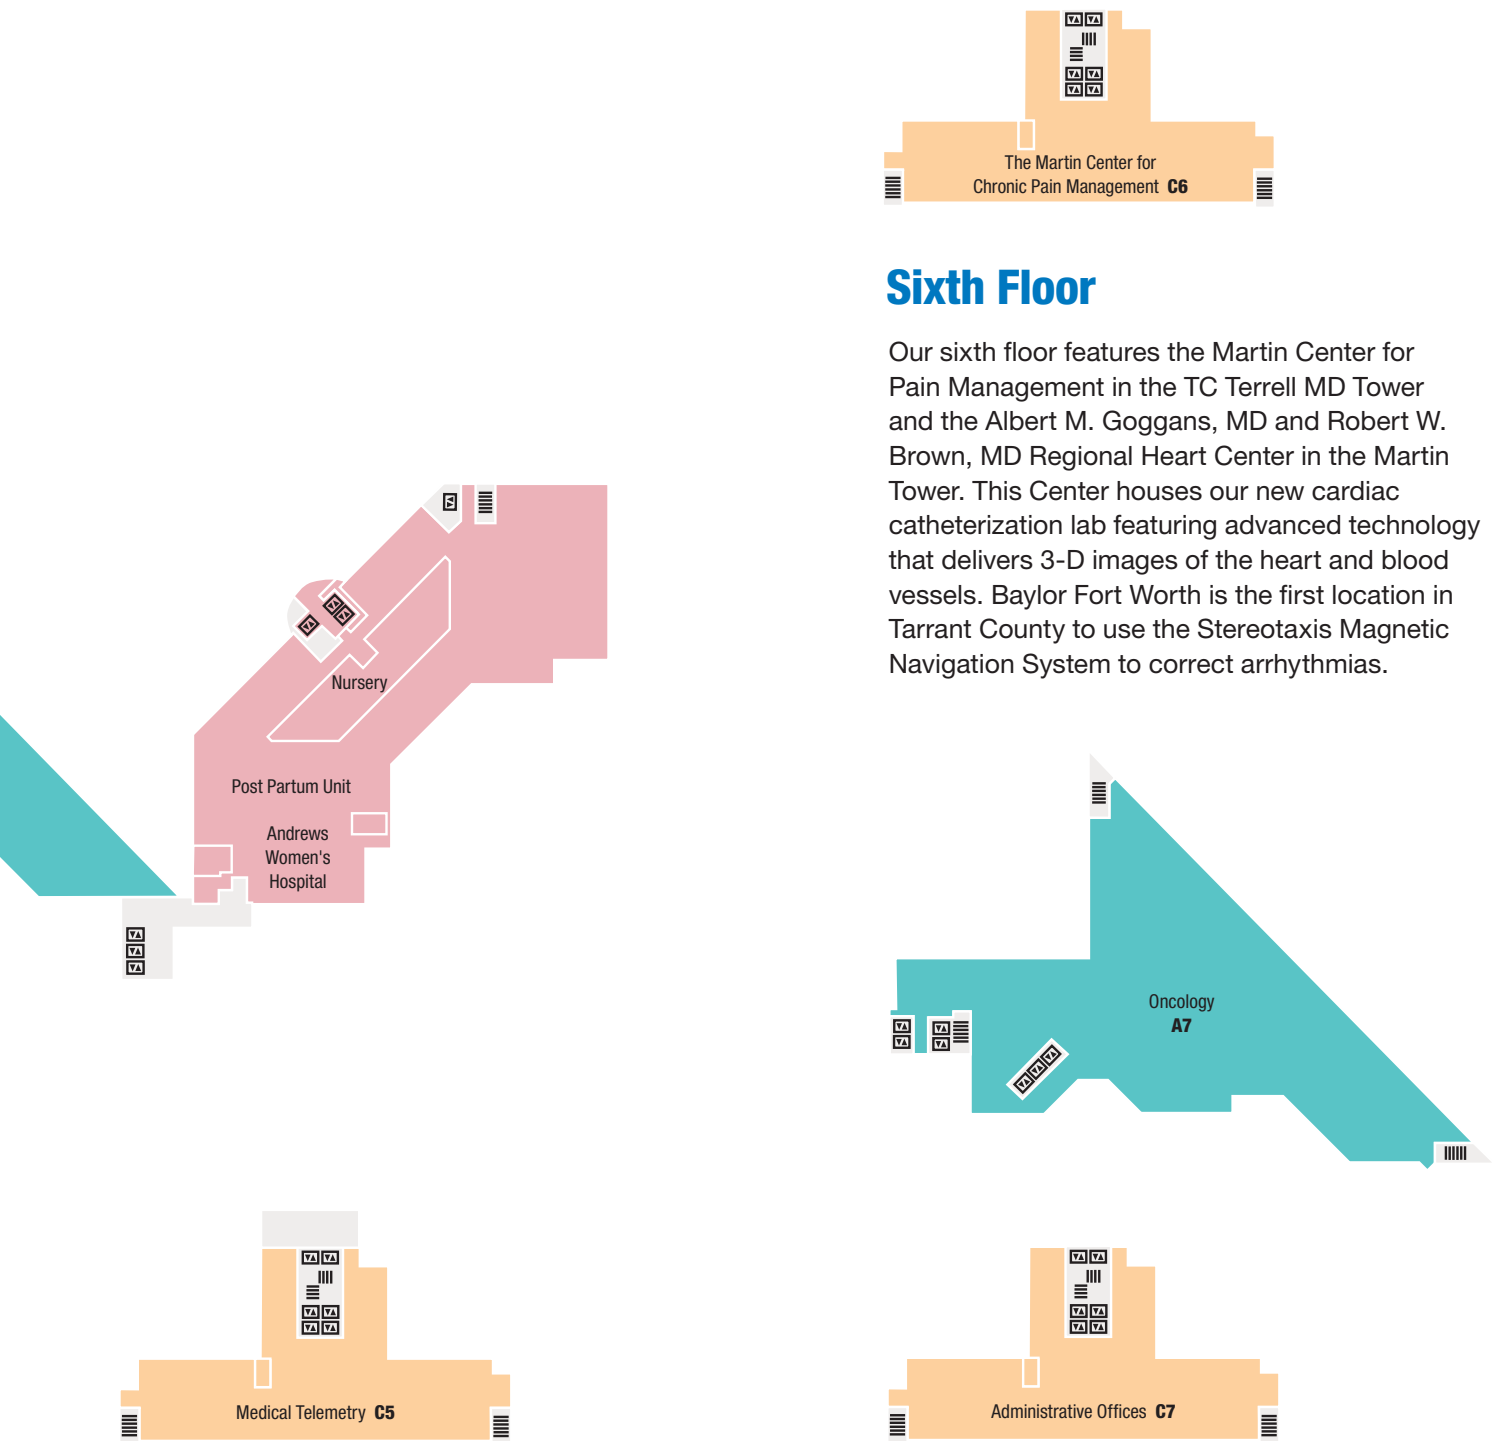 The Martin Center for
Chronic Pain Management C6
Sixth Floor
Our sixth floor features the Martin Center for
Pain Management in the TC Terrell MD Tower
and the Albert M. Goggans, MD and Robert W.
Brown, MD Regional Heart Center in the Martin
Tower. This Center houses our new cardiac
catheterization lab featuring advanced technology
that delivers 3-D images of the heart and blood
vessels. Baylor Fort Worth is the first location in
Tarrant County to use the Stereotaxis Magnetic
Navigation System to correct arrhythmias.
Nursery
Post Partum Unit
Andrews
Women's
Hospital
Oncology
A7
Medical Telemetry C5
Administrative Offices C7